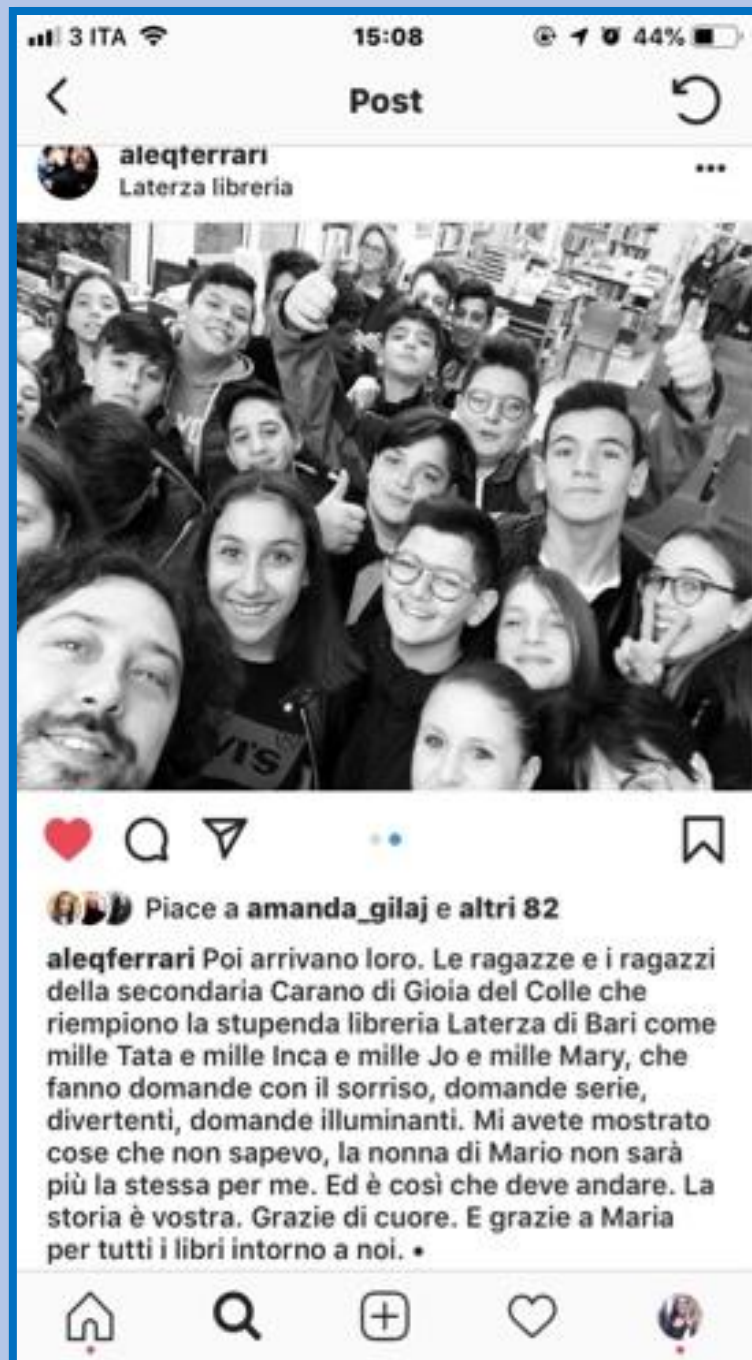 3 ITA 15:08 44%
Post
aleqferrari
Laterza libreria
VI'S
Piace a amanda_gilaj e altri 82
aleqferrari Poi arrivano loro. Le ragazze e i ragazzi
della secondaria Carano di Gioia del Colle che
riempiono la stupenda libreria Laterza di Bari come
mille Tata e mille Inca e mille Jo e mille Mary, che
fanno domande con il sorriso, domande serie,
divertenti, domande illuminanti. Mi avete mostrato
cose che non sapevo, la nonna di Mario non sarà
più la stessa per me. Ed è così che deve andare. La
storia è vostra. Grazie di cuore. E grazie a Maria
per tutti i libri intorno a noi. •